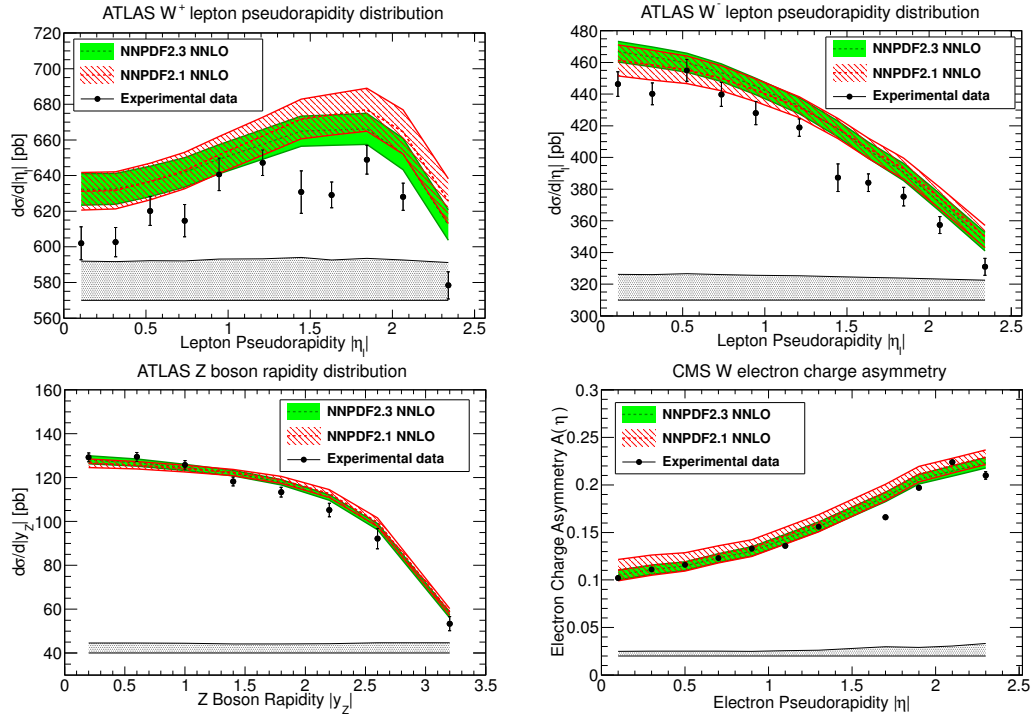 ATLAS W+ lepton pseudorapidity distribution
dσ/d|ηl| [pb]
720
700
680
660
640
620
600
580
560
NNPDF2.3 NNLO
NNPDF2.1 NNLO
Experimental data
0 0.5 1 1.5 2 2.5
Lepton Pseudorapidity |ηl|
ATLAS W- lepton pseudorapidity distribution
dσ/d|ηl| [pb]
480
460
440
420
400
380
360
340
320
300
NNPDF2.3 NNLO
NNPDF2.1 NNLO
Experimental data
0 0.5 1 1.5 2 2.5
Lepton Pseudorapidity |ηl|
ATLAS Z boson rapidity distribution
dσ/d|yZ| [pb]
160
140
120
100
80
60
40
NNPDF2.3 NNLO
NNPDF2.1 NNLO
Experimental data
0 0.5 1 1.5 2 2.5 3 3.5
Z Boson Rapidity |yZ|
CMS W electron charge asymmetry
Electron Charge Asymmetry A( η)
0.3
0.25
0.2
0.15
0.1
0.05
0
NNPDF2.3 NNLO
NNPDF2.1 NNLO
Experimental data
0 0.5 1 1.5 2 2.5
Electron Pseudorapidity |η|